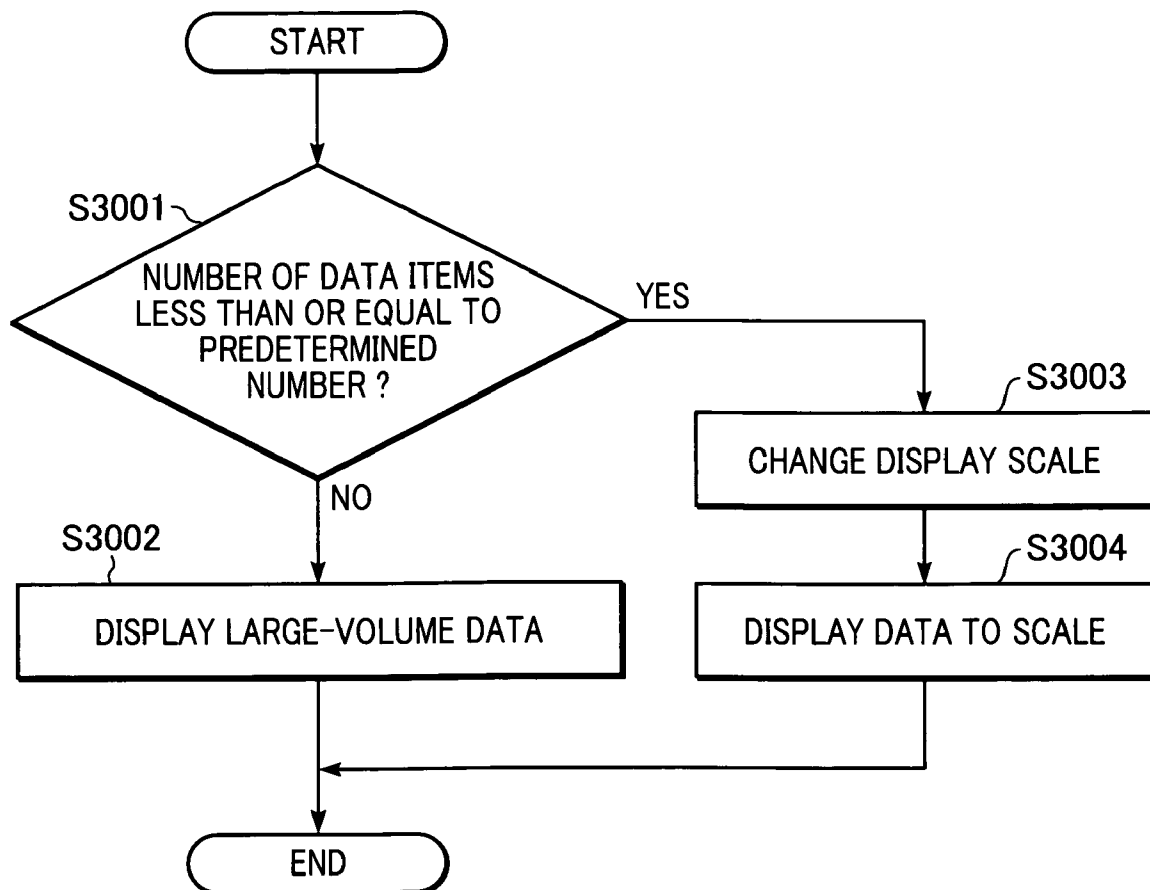 START
S3001
NUMBER OF DATA ITEMS
LESS THAN OR EQUAL TO
PREDETERMINED
NUMBER ?
YES
NO
S3003
CHANGE DISPLAY SCALE
S3002
DISPLAY LARGE-VOLUME DATA
S3004
DISPLAY DATA TO SCALE
END